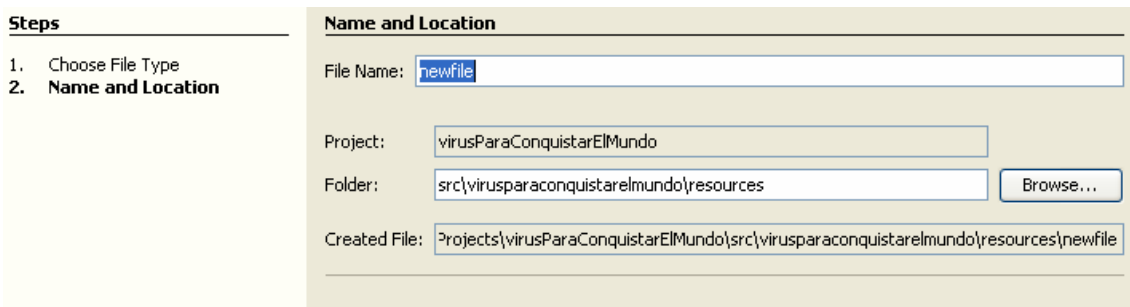 Steps
1. Choose File Type
2. Name and Location
Name and Location
File Name: newfile
Project: virusParaConquistarElMundo
Folder: src\virusparaconquistarelmundo\resources Browse...
Created File: Projects\virusParaConquistarElMundo\src\virusparaconquistarelmundo\resources\newfile